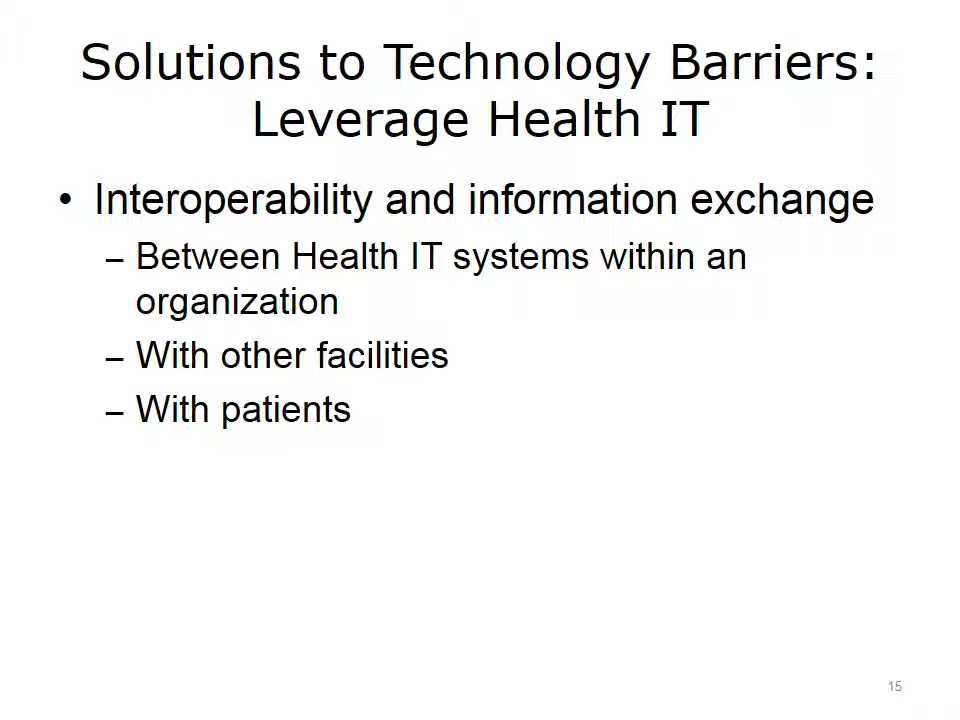 Solutions to Technology Barriers:
Leverage Health IT
• Interoperability and information exchange
– Between Health IT systems within an
organization
– With other facilities
– With patients
15